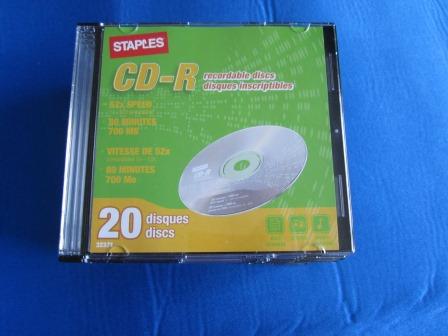 STAPLES
CD-R
recordable discs
disques inscriptibles
52x SPEED
80 MINUTES
700 MB
VITESSE DE 52x
80 MINUTES
700 Mo
CD-R
20 disques
discs